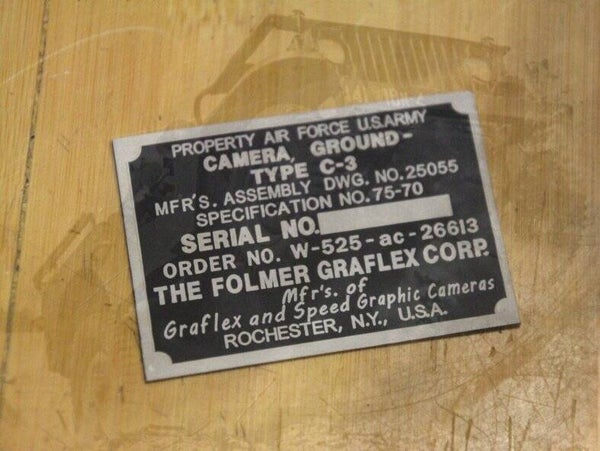 PROPERTY AIR FORCE U.S.ARMY
CAMERA, GROUND-
TYPE C-3
MFR'S. ASSEMBLY DWG. NO.25055
SPECIFICATION NO.75-70
SERIAL NO.
ORDER NO. W-525-ac-26613
THE FOLMER GRAFLEX CORP.
Mfr's. of
Graflex and Speed Graphic Cameras
ROCHESTER, N.Y., U.S.A.